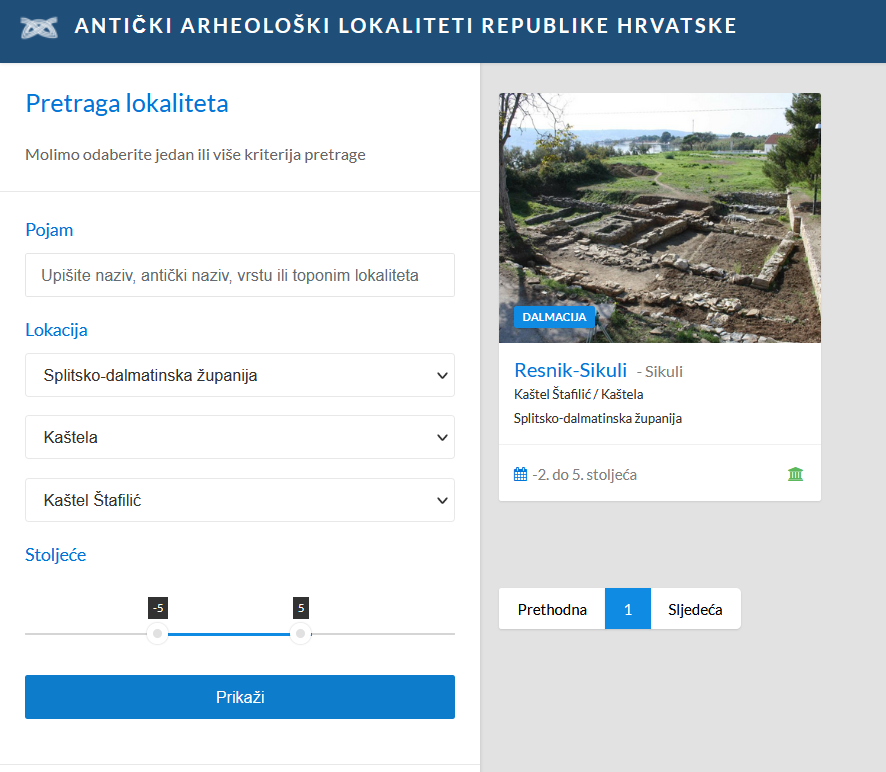 ANTIČKI ARHEOLOŠKI LOKALITETI REPUBLIKE HRVATSKE
Pretraga lokaliteta
Molimo odaberite jedan ili više kriterija pretrage
Pojam
Upišite naziv, antički naziv, vrstu ili toponim lokaliteta
Lokacija
Splitsko-dalmatinska županija
Kaštela
Kaštel Štafilić
Stoljeće
-5 5
Prikaži
DALMACIJA
Resnik-Sikuli - Sikuli
Kaštel Štafilić / Kaštela
Splitsko-dalmatinska županija
-2. do 5. stoljeća
Prethodna 1 Sljedeća